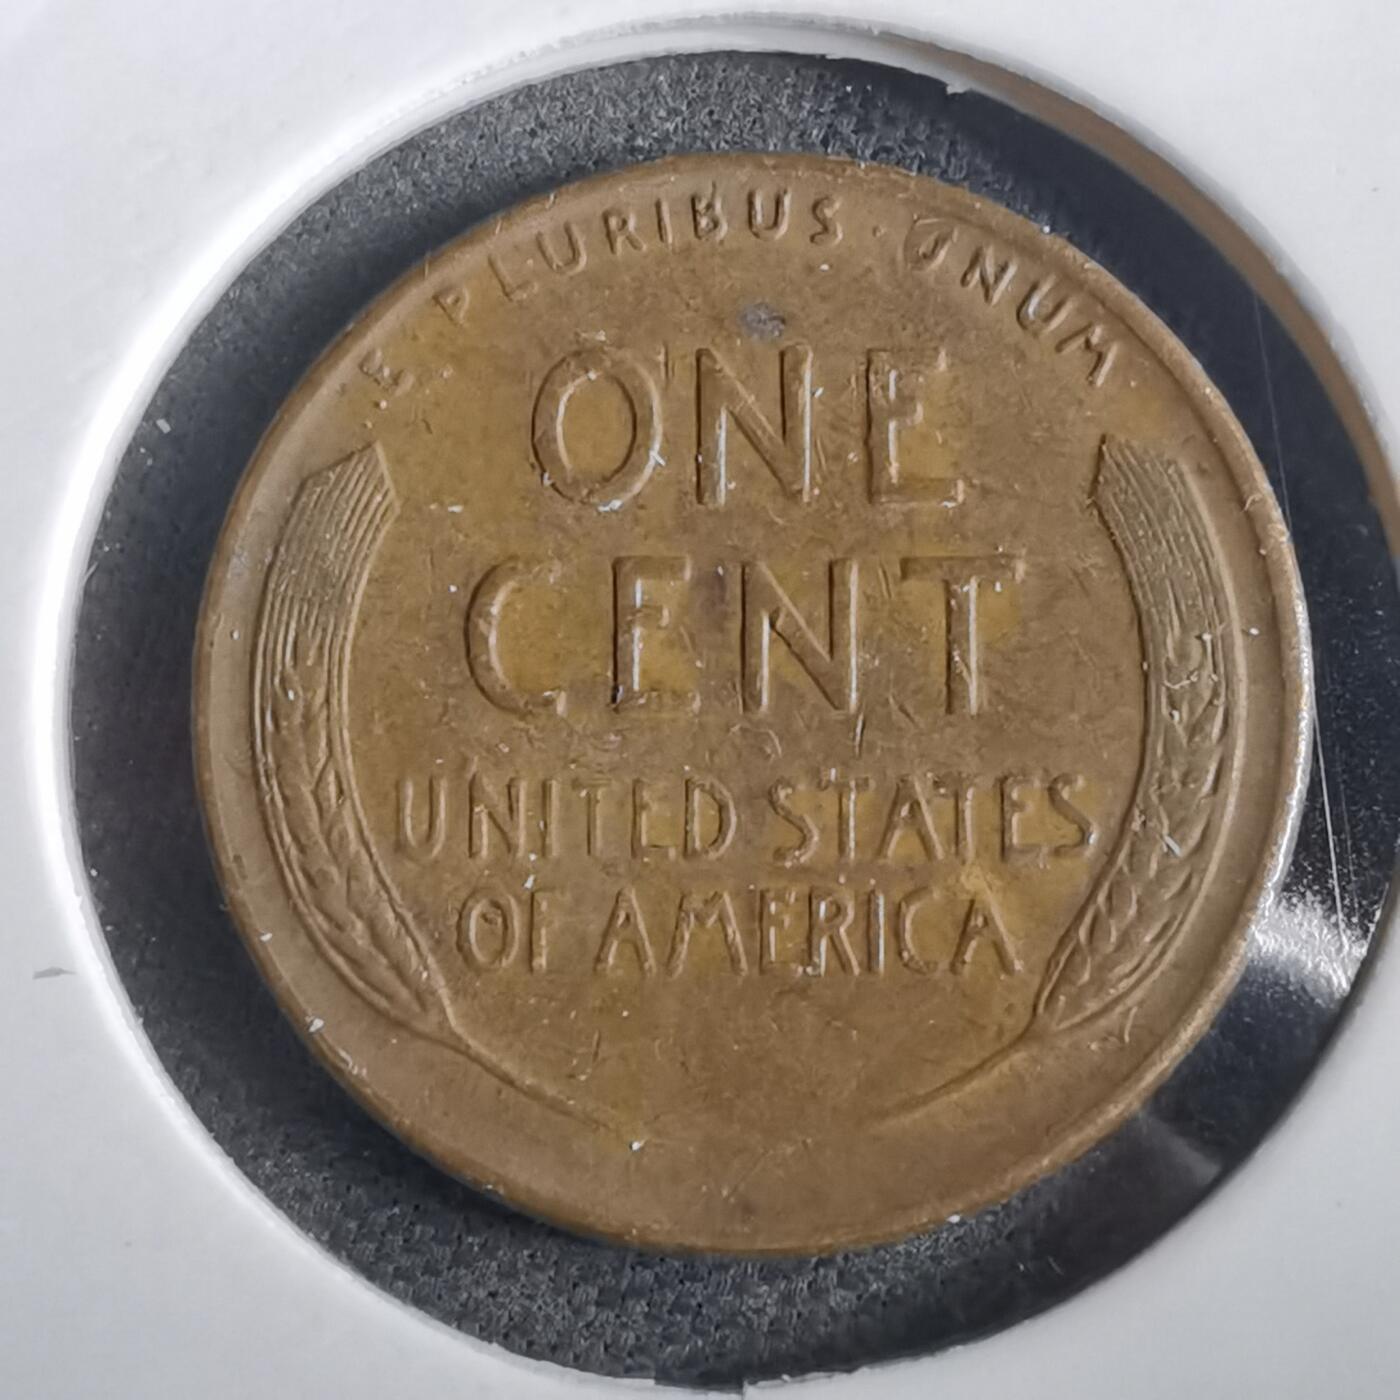 E · PLURIBUS · UNUM
ONE
CENT
UNITED STATES
OF AMERICA